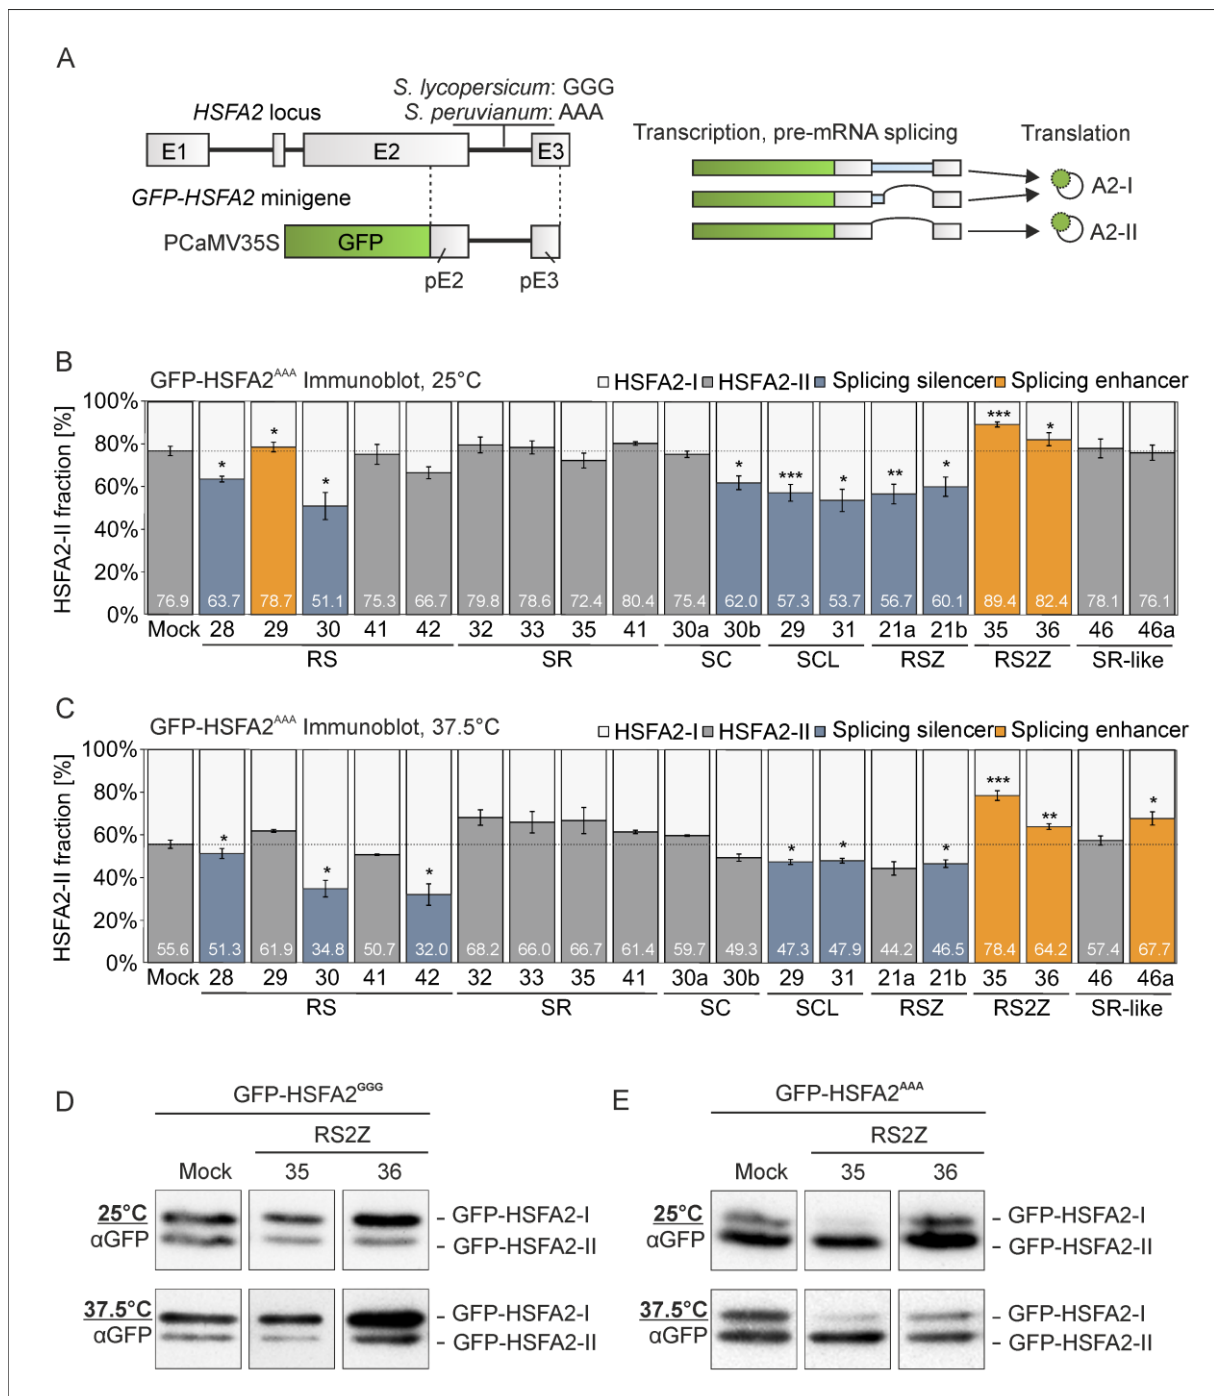 A
S. lycopersicum: GGG
HSFA2 locus
S. peruvianum: AAA
E1
E2
E3
GFP-HSFA2 minigene
PCaMV35S
GFP
pE2
pE3
Transcription, pre-mRNA splicing
Translation
A2-I
A2-II
B
GFP-HSFA2AAA Immunoblot, 25°C
HSFA2-I HSFA2-II Splicing silencer Splicing enhancer
HSFA2-II fraction [%]
100%
80%
60%
40%
20%
0%
* * * * *** * ** * *** *
76.9 63.7 78.7 51.1 75.3 66.7 79.8 78.6 72.4 80.4 75.4 62.0 57.3 53.7 56.7 60.1 89.4 82.4 78.1 76.1
Mock 28 29 30 41 42 32 33 35 41 30a 30b 29 31 21a 21b 35 36 46 46a
RS SR SC SCL RSZ RS2Z SR-like
C
GFP-HSFA2AAA Immunoblot, 37.5°C
HSFA2-I HSFA2-II Splicing silencer Splicing enhancer
HSFA2-II fraction [%]
100%
80%
60%
40%
20%
0%
* * * * * * *** ** *
55.6 51.3 61.9 34.8 50.7 32.0 68.2 66.0 66.7 61.4 59.7 49.3 47.3 47.9 44.2 46.5 78.4 64.2 57.4 67.7
Mock 28 29 30 41 42 32 33 35 41 30a 30b 29 31 21a 21b 35 36 46 46a
RS SR SC SCL RSZ RS2Z SR-like
D
GFP-HSFA2GGG
RS2Z
Mock 35 36
25°C
αGFP
- GFP-HSFA2-I
- GFP-HSFA2-II
37.5°C
αGFP
- GFP-HSFA2-I
- GFP-HSFA2-II
E
GFP-HSFA2AAA
RS2Z
Mock 35 36
25°C
αGFP
- GFP-HSFA2-I
- GFP-HSFA2-II
37.5°C
αGFP
- GFP-HSFA2-I
- GFP-HSFA2-II